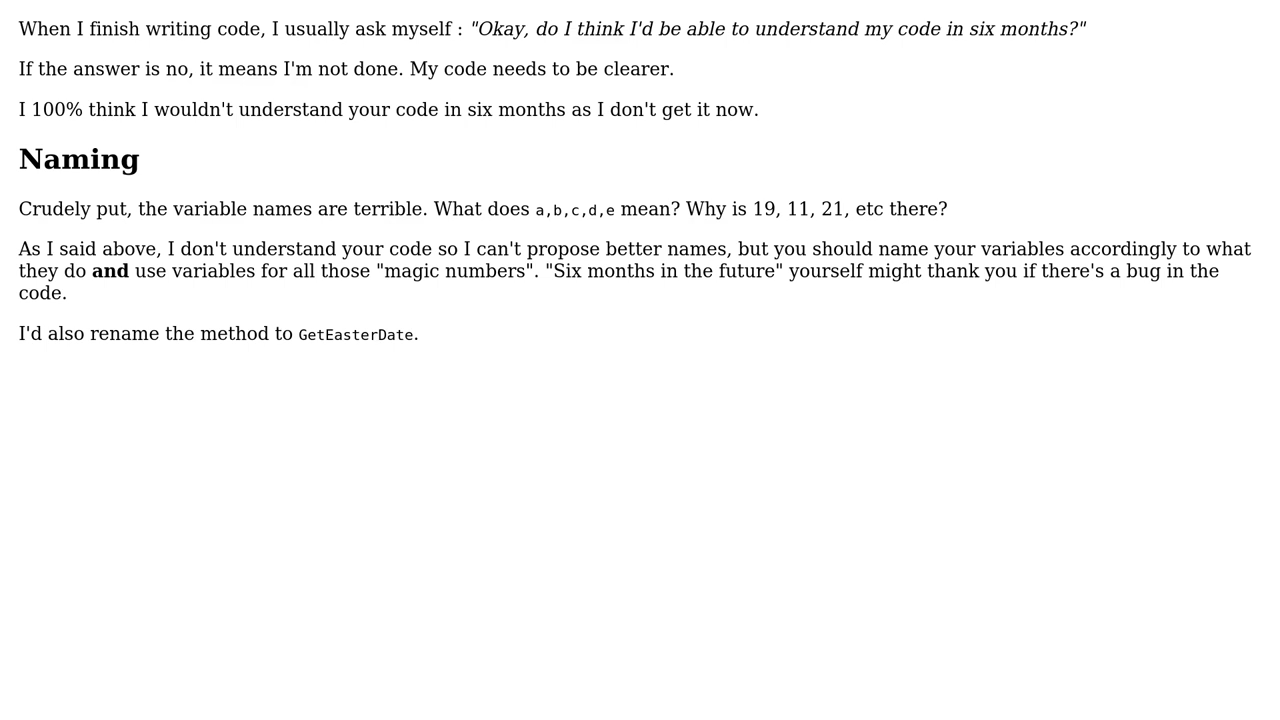 When I finish writing code, I usually ask myself : "Okay, do I think I'd be able to understand my code in six months?"
If the answer is no, it means I'm not done. My code needs to be clearer.
I 100% think I wouldn't understand your code in six months as I don't get it now.
Naming
Crudely put, the variable names are terrible. What does a,b,c,d,e mean? Why is 19, 11, 21, etc there?
As I said above, I don't understand your code so I can't propose better names, but you should name your variables accordingly to what
they do and use variables for all those "magic numbers". "Six months in the future" yourself might thank you if there's a bug in the
code.
I'd also rename the method to GetEasterDate.